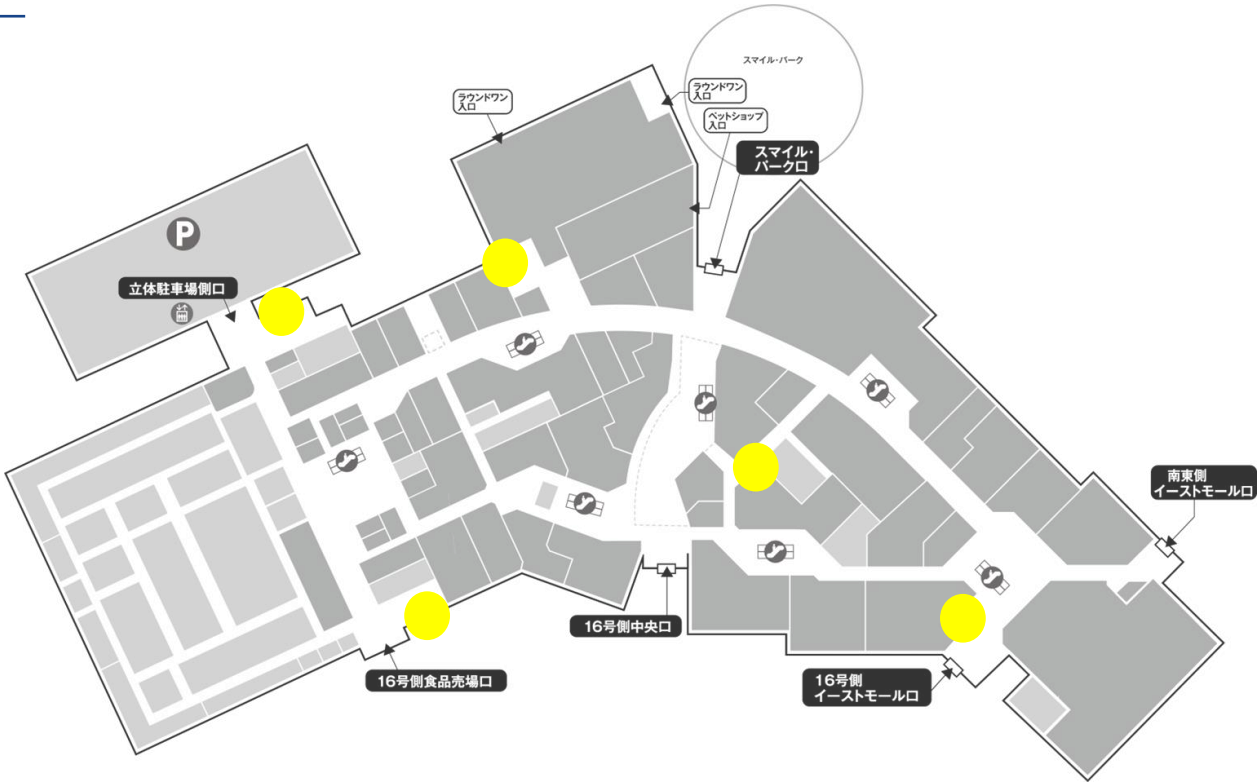 スマイル・パーク
ラウンドワン
入口
ラウンドワン
入口
ペットショップ
入口
スマイル・
パーク口
P
立体駐車場側口
南東側
イーストモール口
16号側中央口
16号側食品売場口
16号側
イーストモール口